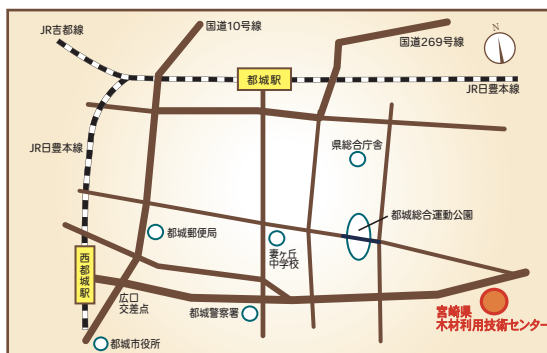 JR吉都線
国道10号線
国道269号線
都城駅
JR日豊本線
JR日豊本線
県総合庁舎
都城総合運動公園
都城郵便局
妻ヶ丘
中学校
西都城駅
広口
交差点
都城警察署
宮崎県
木材利用技術センター
都城市役所